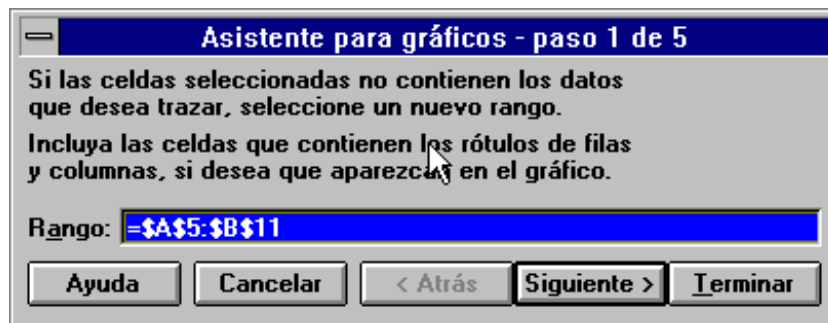 Asistente para gráficos - paso 1 de 5
Si las celdas seleccionadas no contienen los datos
que desea trazar, seleccione un nuevo rango.
Incluya las celdas que contienen los rótulos de filas
y columnas, si desea que aparezcan en el gráfico.
Rango: =$A$5:$B$11
Ayuda Cancelar < Atrás Siguiente > Terminar